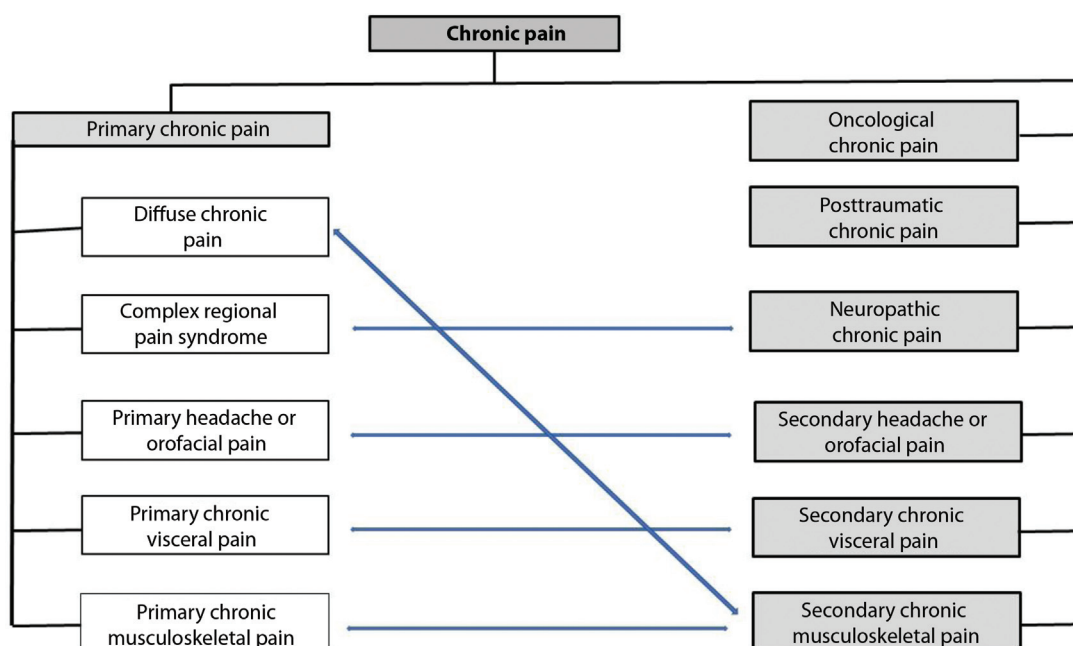 Chronic pain
Primary chronic pain
Diffuse chronic
pain
Complex regional
pain syndrome
Primary headache or
orofacial pain
Primary chronic
visceral pain
Primary chronic
musculoskeletal pain
Oncological
chronic pain
Posttraumatic
chronic pain
Neuropathic
chronic pain
Secondary headache or
orofacial pain
Secondary chronic
visceral pain
Secondary chronic
musculoskeletal pain